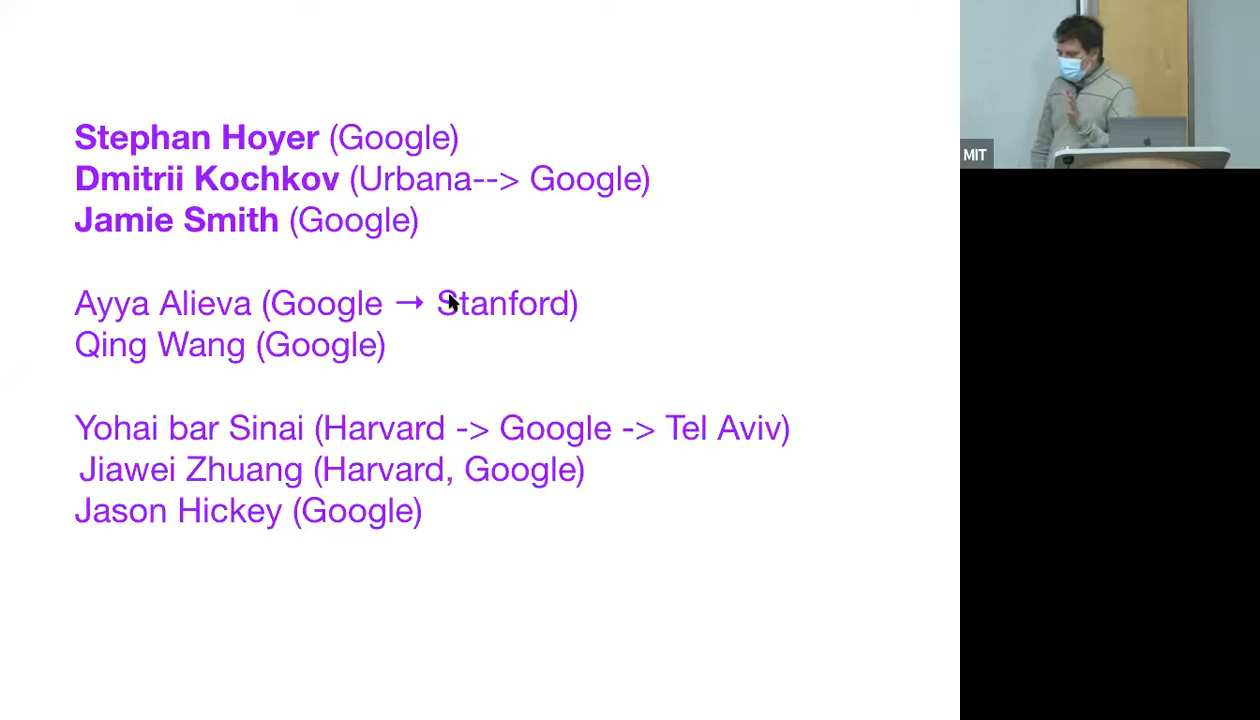 Stephan Hoyer (Google)
Dmitrii Kochkov (Urbana--> Google)
Jamie Smith (Google)
Ayya Alieva (Google → Stanford)
Qing Wang (Google)
Yohai bar Sinai (Harvard -> Google -> Tel Aviv)
Jiawei Zhuang (Harvard, Google)
Jason Hickey (Google)
MIT